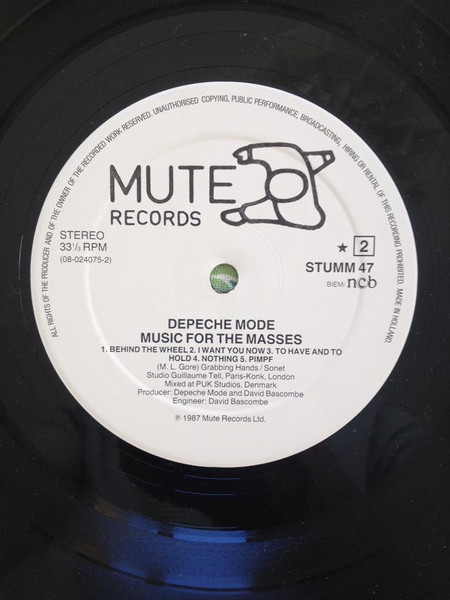 ALL RIGHTS OF THE PRODUCER AND OF THE OWNER OF THE RECORDED WORK RESERVED. UNAUTHORISED COPYING, PUBLIC PERFORMANCE, BROADCASTING, HIRING OR RENTAL OF THIS RECORDING PROHIBITED. MADE IN HOLLAND.
MUTE
RECORDS
STEREO
33⅓ RPM
(08-024075-2)
★ 2
STUMM 47
BIEM/ncb
DEPECHE MODE
MUSIC FOR THE MASSES
1. BEHIND THE WHEEL 2. I WANT YOU NOW 3. TO HAVE AND TO
HOLD 4. NOTHING 5. PIMPF
(M. L. Gore) Grabbing Hands / Sonet
Studio Guillaume Tell, Paris-Konk, London
Mixed at PUK Studios, Denmark
Producer: Depeche Mode and David Bascombe
Engineer: David Bascombe
℗ 1987 Mute Records Ltd.